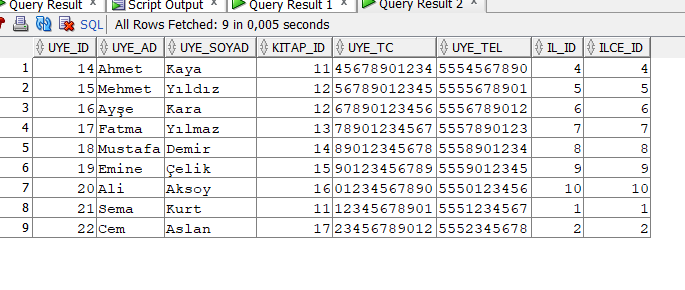 Query Result Script Output Query Result 1 Query Result 2
SQL All Rows Fetched: 9 in 0,005 seconds
UYE_ID UYE_AD UYE_SOYAD KITAP_ID UYE_TC UYE_TEL IL_ID ILCE_ID
1 14 Ahmet Kaya 11 45678901234 5554567890 4 4
2 15 Mehmet Yıldız 12 56789012345 5555678901 5 5
3 16 Ayşe Kara 12 67890123456 5556789012 6 6
4 17 Fatma Yılmaz 13 78901234567 5557890123 7 7
5 18 Mustafa Demir 14 89012345678 5558901234 8 8
6 19 Emine Çelik 15 90123456789 5559012345 9 9
7 20 Ali Aksoy 16 01234567890 5550123456 10 10
8 21 Sema Kurt 11 12345678901 5551234567 1 1
9 22 Cem Aslan 17 23456789012 5552345678 2 2